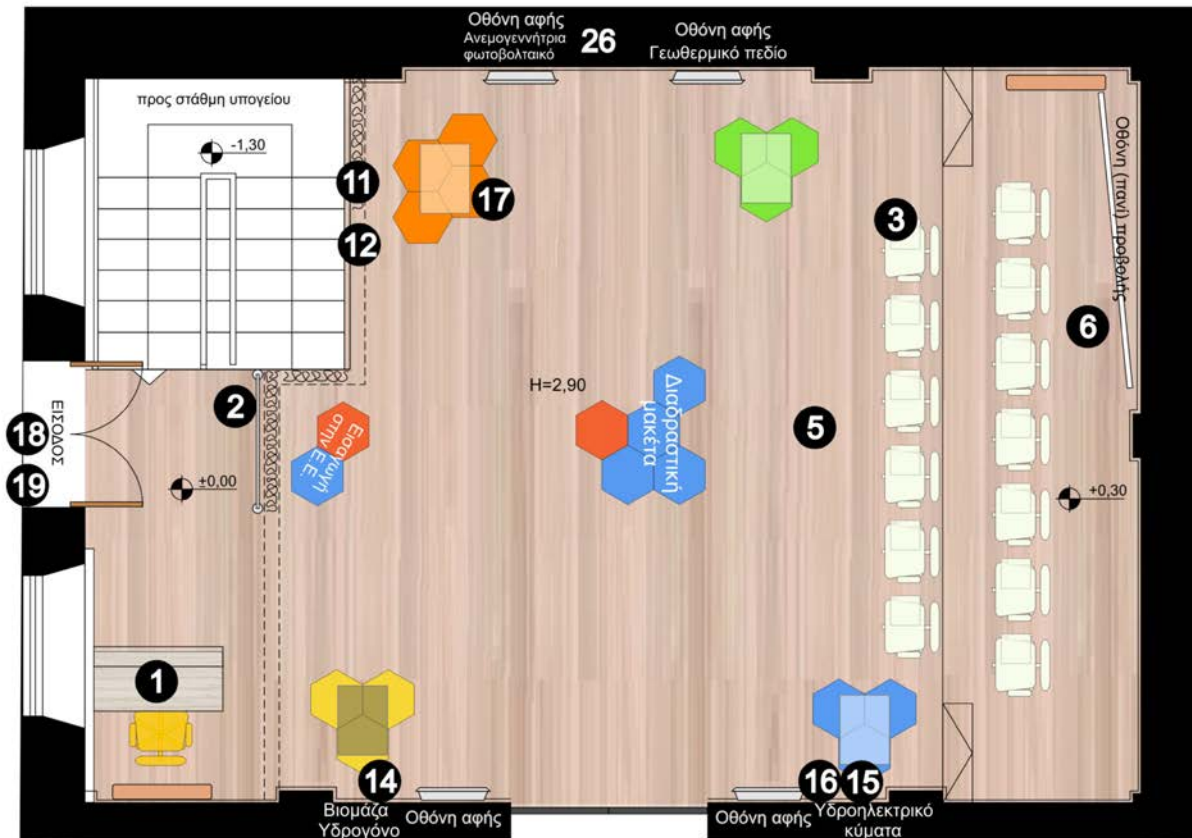 Οθόνη αφής
Ανεμογεννήτρια
φωτοβολταικό
26
Οθόνη αφής
Γεωθερμικό πεδίο
προς στάθμη υπογείου
-1,30
11
12
17
3
Οθόνη (πανί) προβολής
6
H=2,90
2
Εισαγωγή
στην Ε.Ε.
Διαδραστική
μακέτα
5
18
19
ΕΙΣΟΔΟΣ
±0,00
+0,30
1
14
16
15
Βιομάζα
Υδρογόνο
Οθόνη αφής
Οθόνη αφής
Υδροηλεκτρικό
κύματα